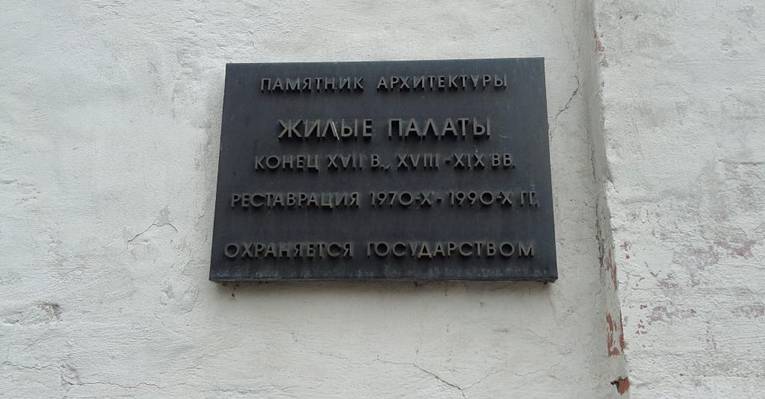 ПАМЯТНИК АРХИТЕКТУРЫ
ЖИЛЫЕ ПАЛАТЫ
КОНЕЦ XVII В., XVIII-XIX ВВ.
РЕСТАВРАЦИЯ 1970-Х-1990-Х ГГ.
ОХРАНЯЕТСЯ ГОСУДАРСТВОМ